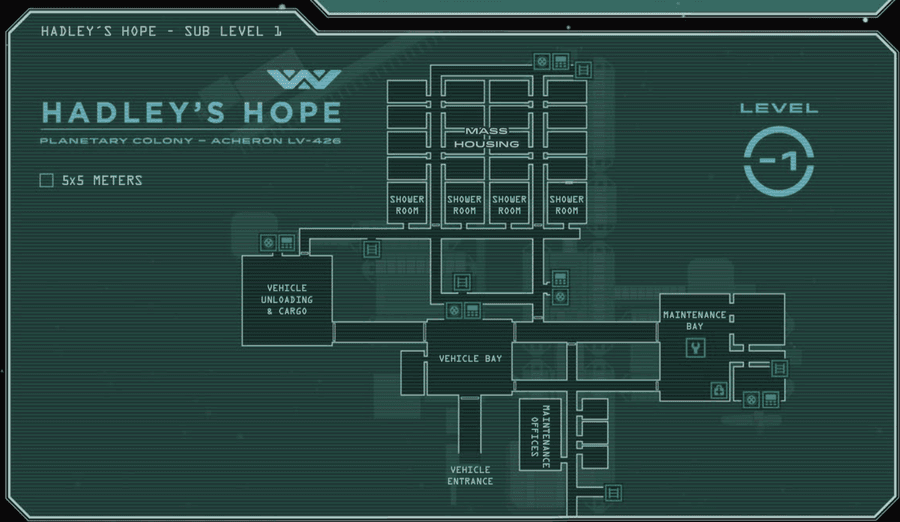 HADLEY'S HOPE - SUB LEVEL 1
HADLEY'S HOPE
PLANETARY COLONY – ACHERON LV-426
5x5 METERS
LEVEL
-1
MASS
HOUSING
SHOWER
ROOM
SHOWER
ROOM
SHOWER
ROOM
SHOWER
ROOM
VEHICLE
UNLOADING
& CARGO
VEHICLE BAY
MAINTENANCE
BAY
MAINTENANCE
OFFICES
VEHICLE
ENTRANCE